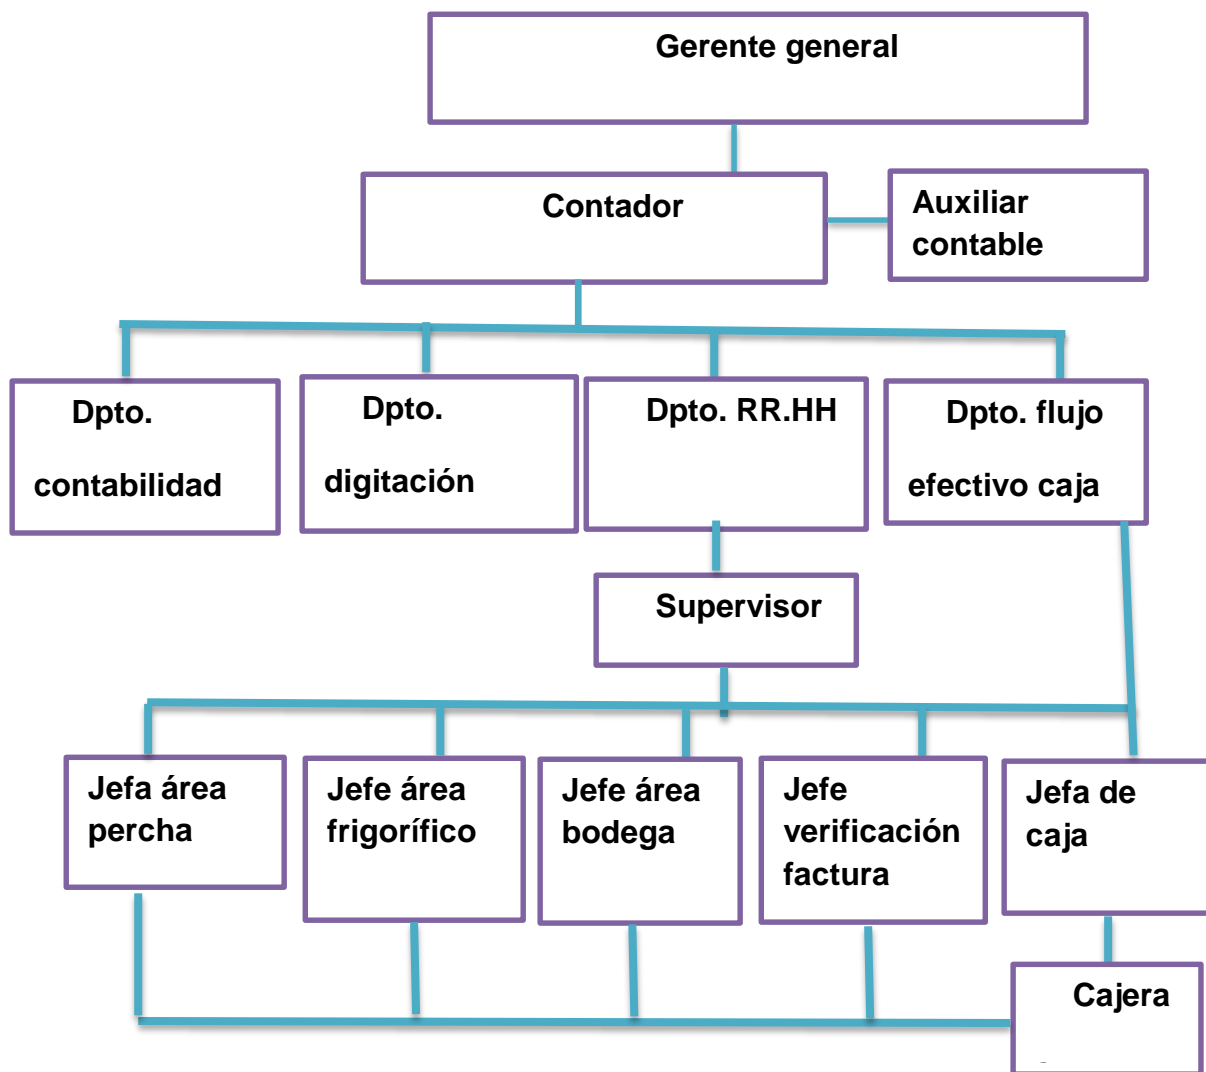 Gerente general
Contador
Auxiliar
contable
Dpto.
contabilidad
Dpto.
digitación
Dpto. RR.HH
Dpto. flujo
efectivo caja
Supervisor
Jefa área
percha
Jefe área
frigorífico
Jefe área
bodega
Jefe
verificación
factura
Jefa de
caja
Cajera